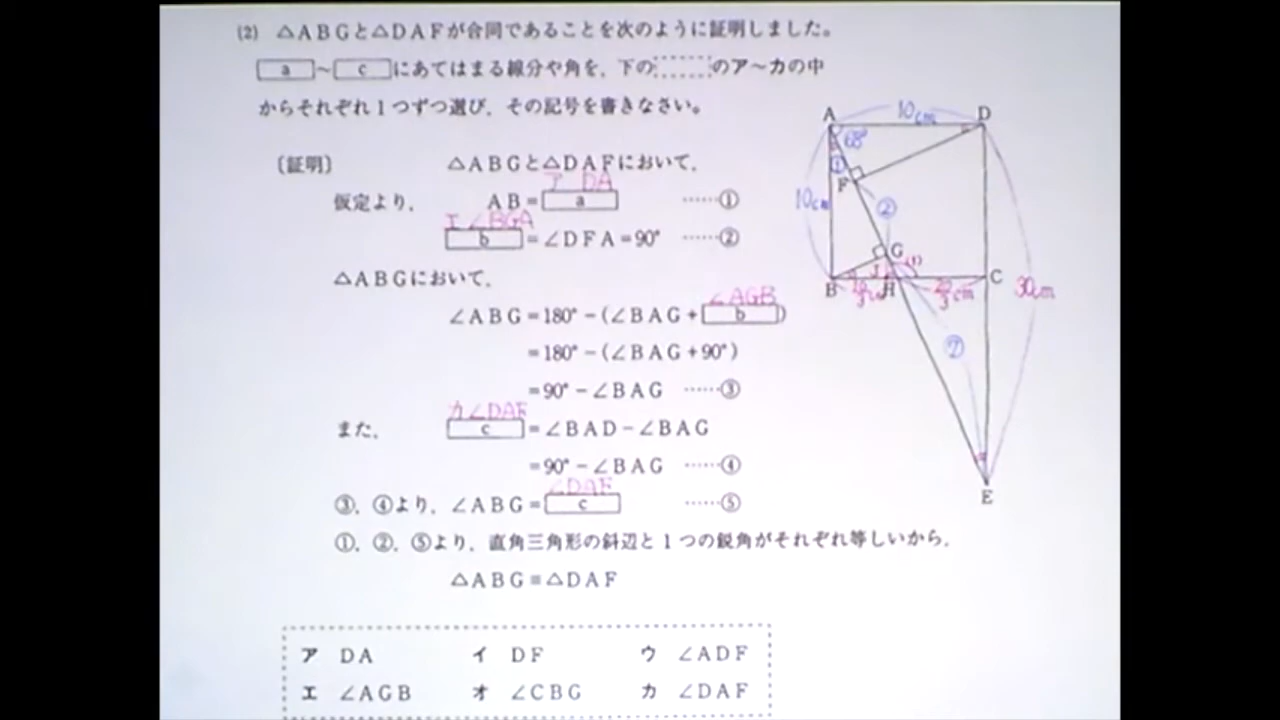 (2) △ABGと△DAFが合同であることを次のように証明しました。
a ～ c にあてはまる線分や角を、下の のア～カの中
からそれぞれ1つずつ選び、その記号を書きなさい。
〔証明〕 △ABGと△DAFにおいて、
ア DA
仮定より、 AB= a ……①
エ ∠BGA
b =∠DFA=90° ……②
△ABGにおいて、
∠AGB
∠ABG=180°-(∠BAG+ b )
=180°-(∠BAG+90°)
=90°-∠BAG ……③
カ ∠DAF
また、 c =∠BAD-∠BAG
=90°-∠BAG ……④
∠DAF
③、④より、∠ABG= c ……⑤
①、②、⑤より、直角三角形の斜辺と1つの鋭角がそれぞれ等しいから、
△ABG≡△DAF
ア DA イ DF ウ ∠ADF
エ ∠AGB オ ∠CBG カ ∠DAF
A 10cm D
68°
①
F
10cm ②
G
(1)
B H C
20/3 cm 30cm
⑦
E